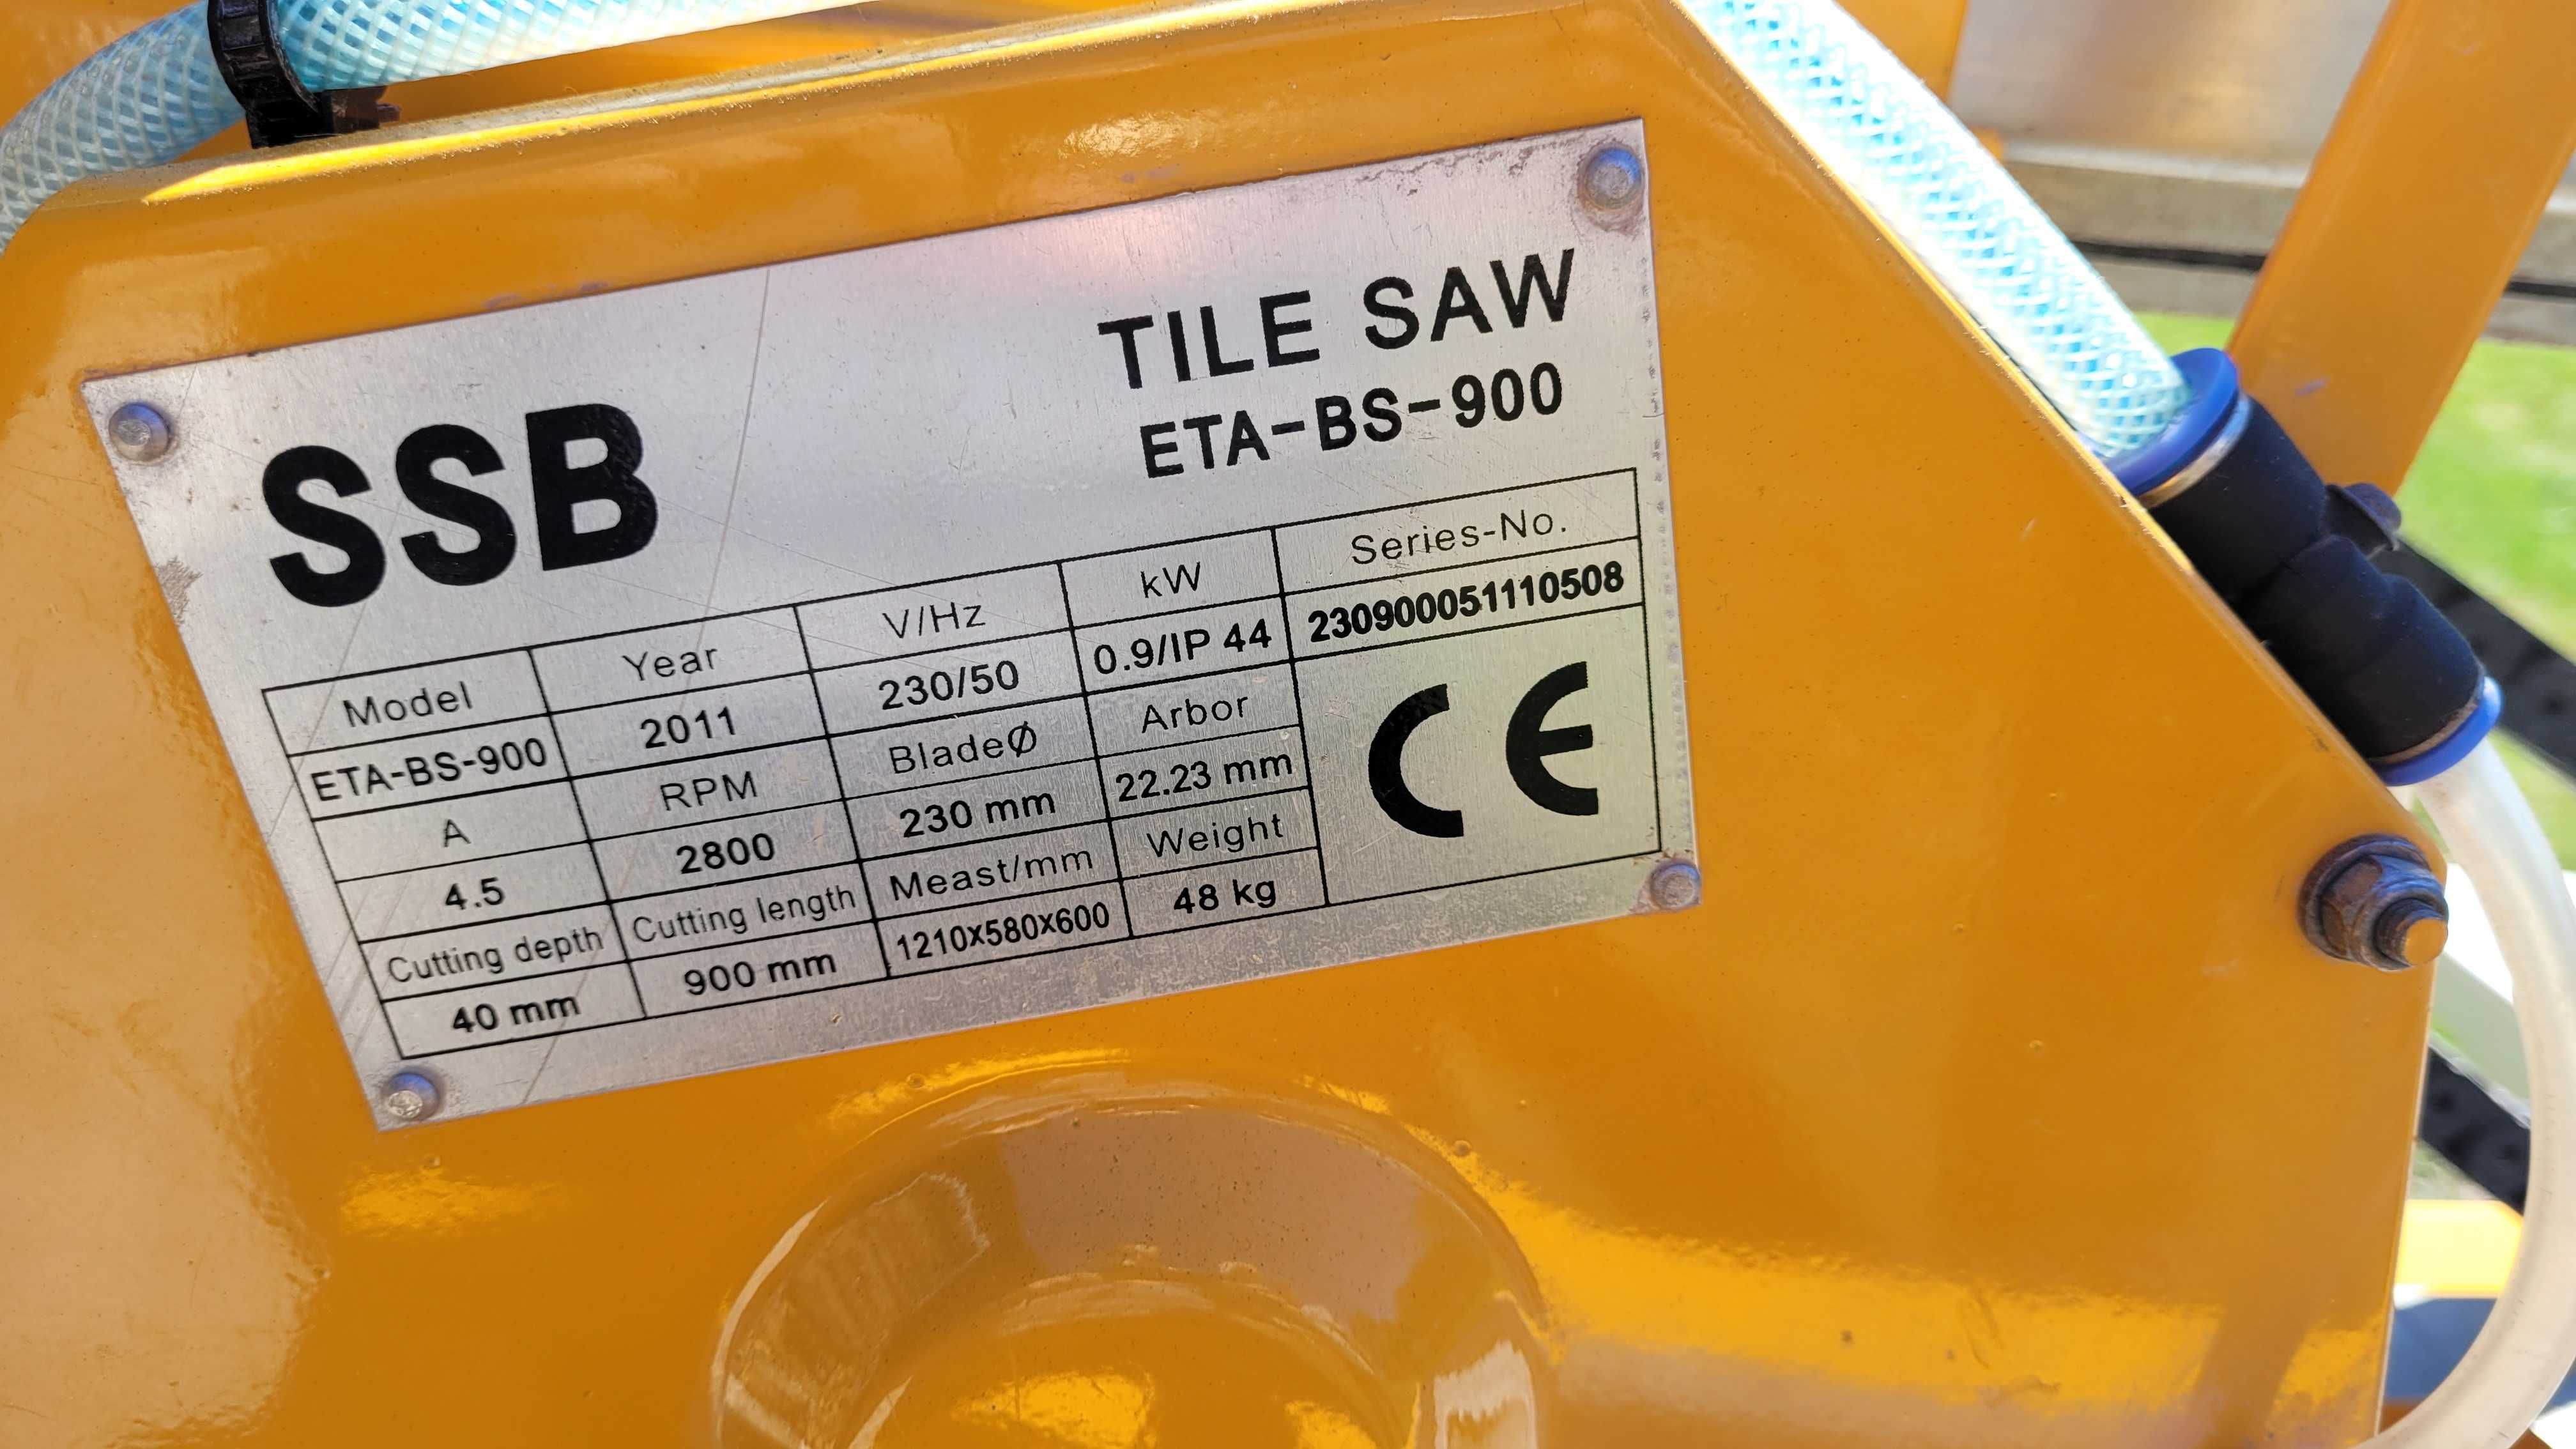 SSB
TILE SAW
ETA-BS-900
Model Year V/Hz kW Series-No.
ETA-BS-900 2011 230/50 0.9/IP 44 230900051110508
A RPM BladeØ Arbor
4.5 2800 230 mm 22.23 mm
Cutting depth Cutting length Meast/mm Weight
40 mm 900 mm 1210x580x600 48 kg
CE